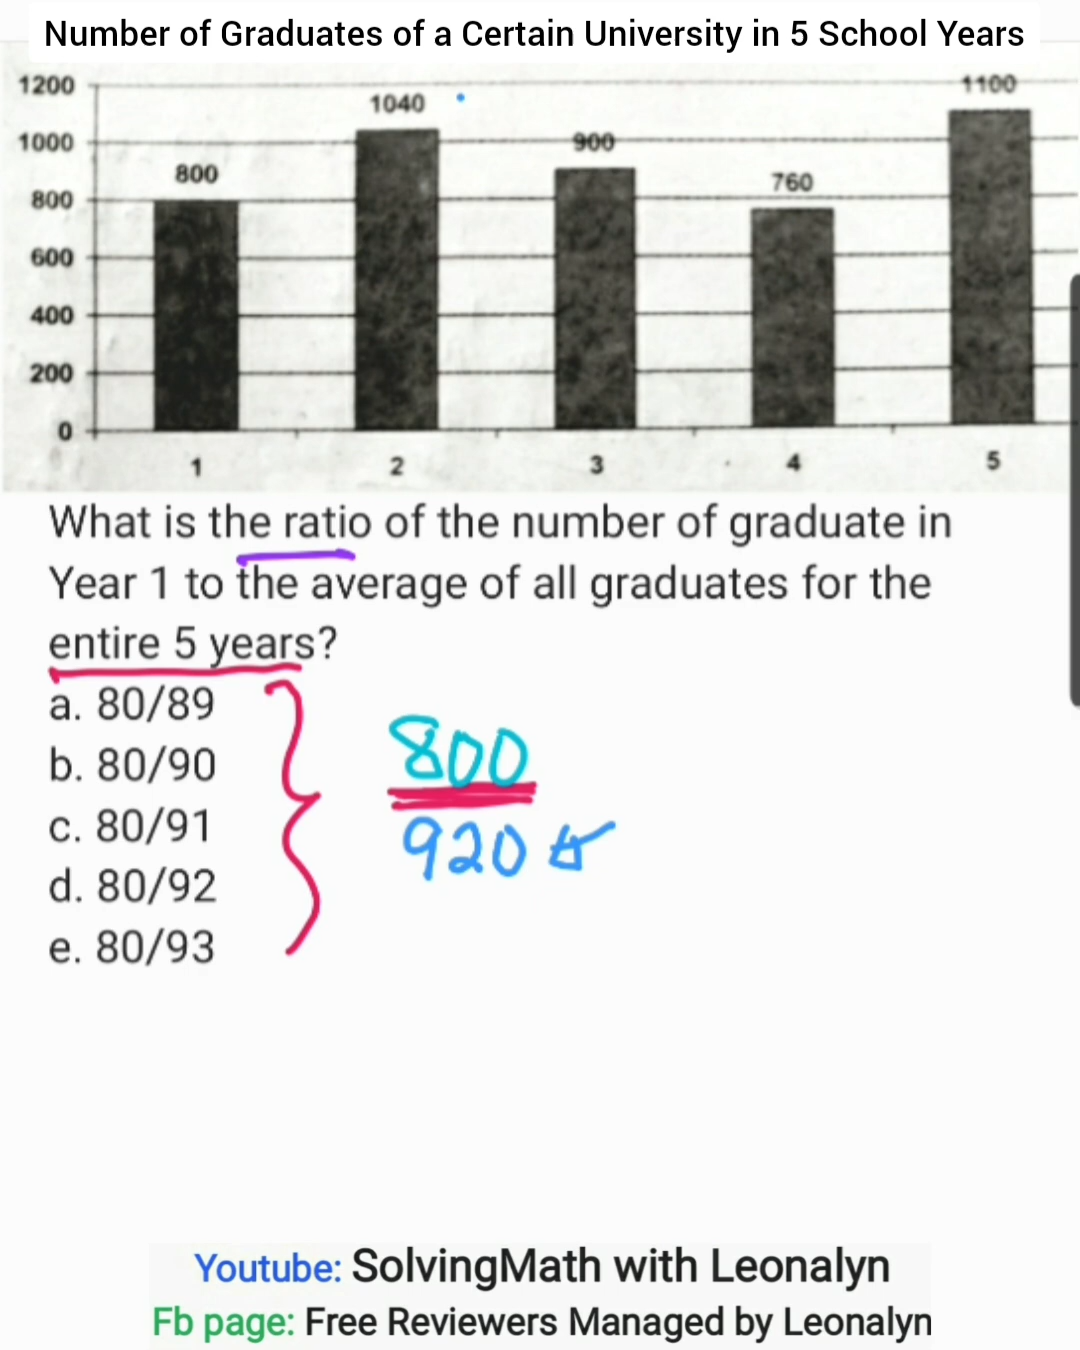 Number of Graduates of a Certain University in 5 School Years
1200
1000
800
600
400
200
0
800
1040
900
760
1100
1 2 3 4 5
What is the ratio of the number of graduate in
Year 1 to the average of all graduates for the
entire 5 years?
a. 80/89
b. 80/90
c. 80/91
d. 80/92
e. 80/93
800
920
Youtube: SolvingMath with Leonalyn
Fb page: Free Reviewers Managed by Leonalyn